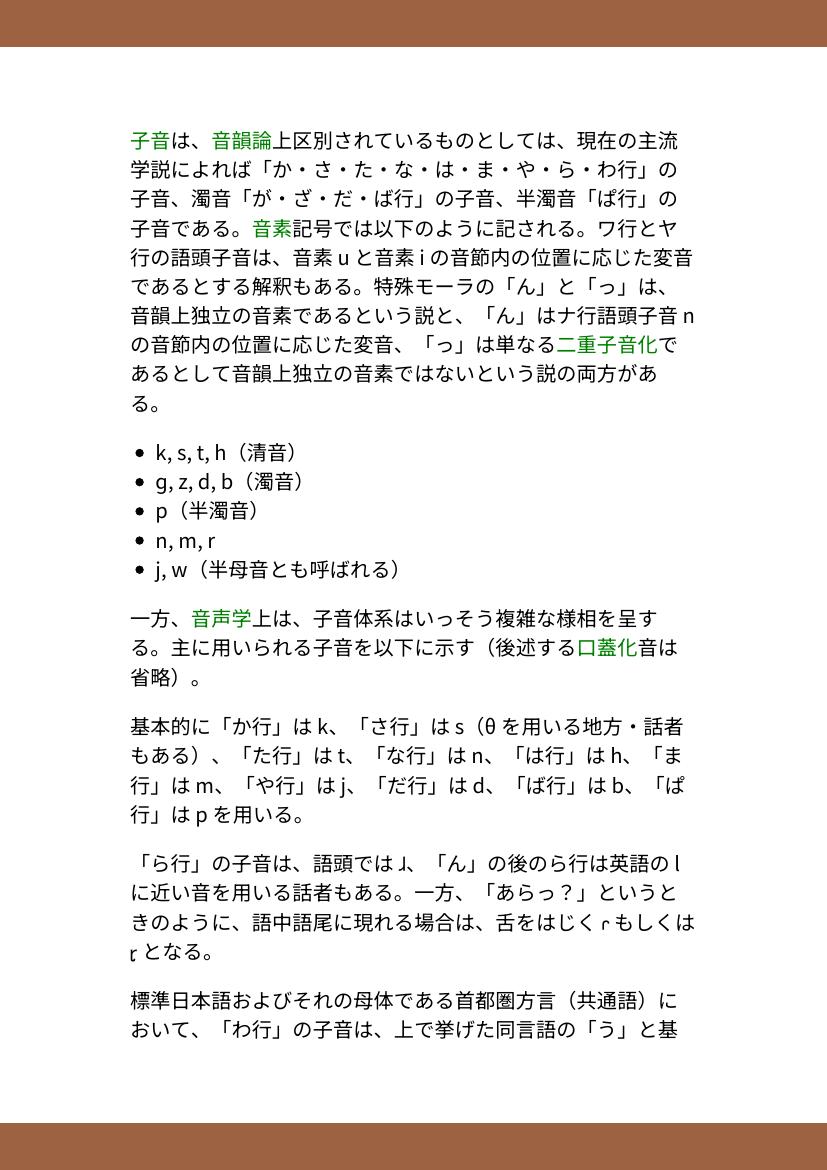 子音は、音韻論上区別されているものとしては、現在の主流
学説によれば「か・さ・た・な・は・ま・や・ら・わ行」の
子音、濁音「が・ざ・だ・ば行」の子音、半濁音「ぱ行」の
子音である。音素記号では以下のように記される。ワ行とヤ
行の語頭子音は、音素 u と音素 i の音節内の位置に応じた変音
であるとする解釈もある。特殊モーラの「ん」と「っ」は、
音韻上独立の音素であるという説と、「ん」はナ行語頭子音 n
の音節内の位置に応じた変音、「っ」は単なる二重子音化で
あるとして音韻上独立の音素ではないという説の両方があ
る。
• k, s, t, h（清音）
• g, z, d, b（濁音）
• p（半濁音）
• n, m, r
• j, w（半母音とも呼ばれる）
一方、音声学上は、子音体系はいっそう複雑な様相を呈す
る。主に用いられる子音を以下に示す（後述する口蓋化音は
省略）。
基本的に「か行」は k、「さ行」は s（θ を用いる地方・話者
もある）、「た行」は t、「な行」は n、「は行」は h、「ま
行」は m、「や行」は j、「だ行」は d、「ば行」は b、「ぱ
行」は p を用いる。
「ら行」の子音は、語頭では ɺ、「ん」の後のら行は英語の l
に近い音を用いる話者もある。一方、「あらっ？」というと
きのように、語中語尾に現れる場合は、舌をはじく ɾ もしくは
ɽ となる。
標準日本語およびそれの母体である首都圏方言（共通語）に
おいて、「わ行」の子音は、上で挙げた同言語の「う」と基